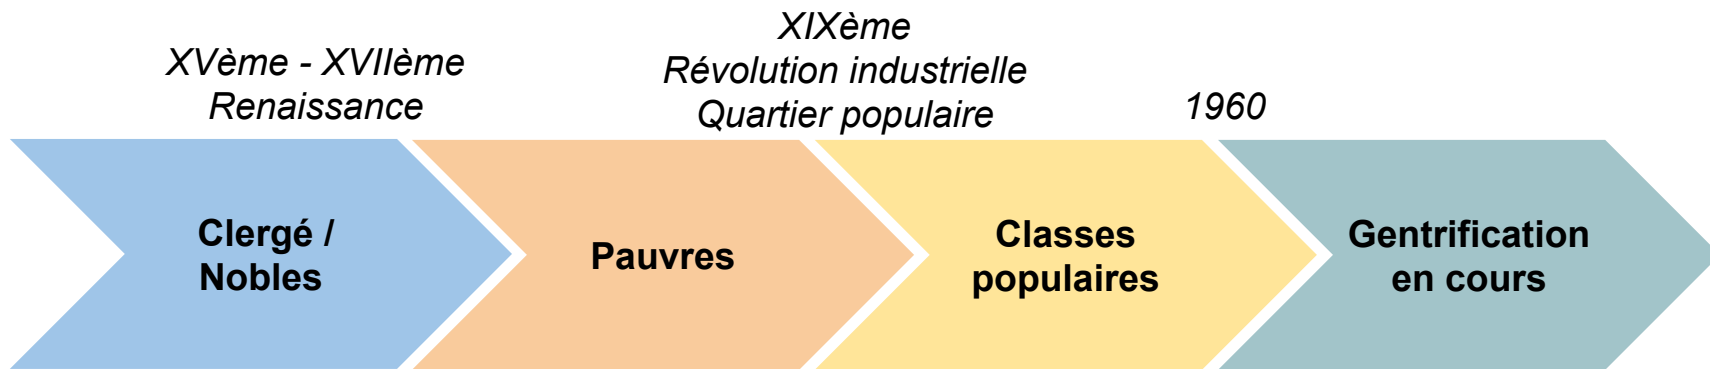 XVème - XVIIème
Renaissance
XIXème
Révolution industrielle
Quartier populaire
1960
Clergé /
Nobles
Pauvres
Classes
populaires
Gentrification
en cours